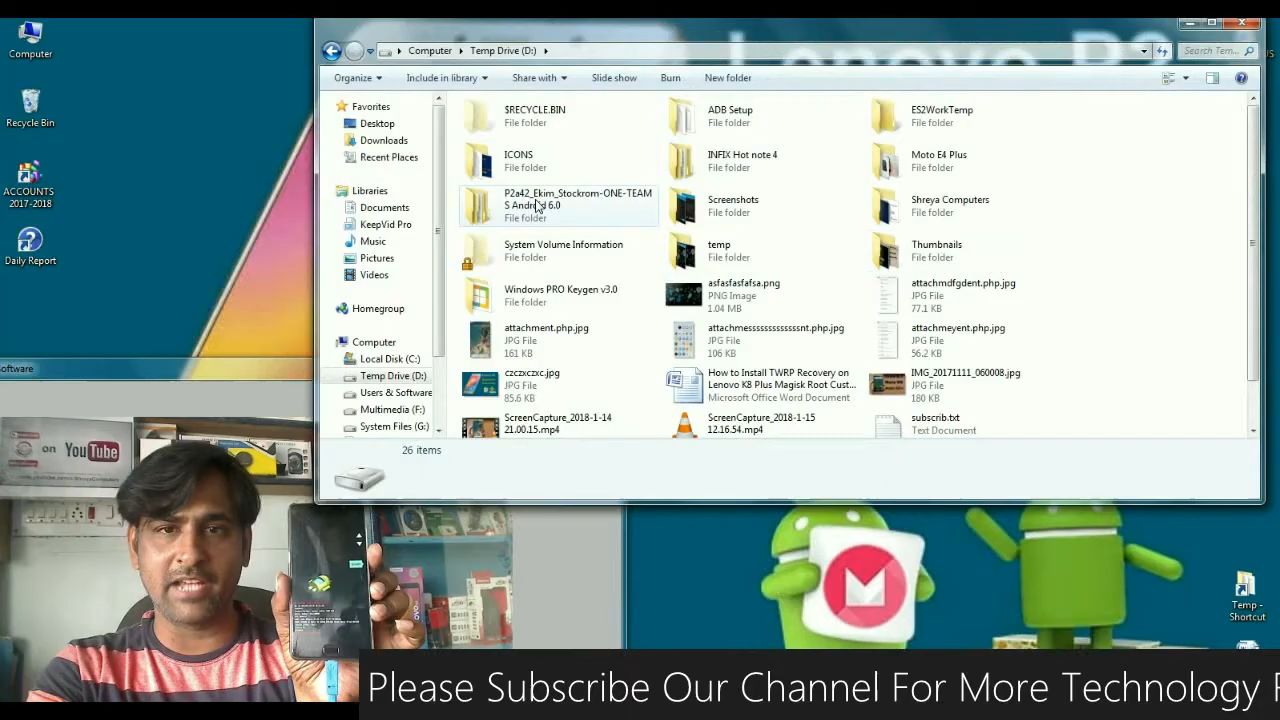 Computer
Recycle Bin
ACCOUNTS
2017-2018
Daily Report
Computer
Temp Drive (D:)
Search Tem...
Organize
Include in library
Share with
Slide show
Burn
New folder
Favorites
Desktop
Downloads
Recent Places
Libraries
Documents
KeepVid Pro
Music
Pictures
Videos
Homegroup
Computer
Local Disk (C:)
Temp Drive (D:)
Users & Software
Multimedia (F:)
System Files (G:)
$RECYCLE.BIN
File folder
ADB Setup
File folder
ES2WorkTemp
File folder
ICONS
File folder
INFIX Hot note 4
File folder
Moto E4 Plus
File folder
P2a42_Ekim_Stockrom-ONE-TEAM
S Android 6.0
File folder
Screenshots
File folder
Shreya Computers
File folder
System Volume Information
File folder
temp
File folder
Thumbnails
File folder
Windows PRO Keygen v3.0
File folder
asfasfasfafsa.png
PNG Image
1.04 MB
attachmdfgdent.php.jpg
JPG File
77.1 KB
attachment.php.jpg
JPG File
161 KB
attachmesssssssssssnt.php.jpg
JPG File
106 KB
attachmeyent.php.jpg
JPG File
56.2 KB
czczxczxc.jpg
JPG File
85.6 KB
How to Install TWRP Recovery on
Lenovo K8 Plus Magisk Root Cust...
Microsoft Office Word Document
IMG_20171111_060008.jpg
JPG File
180 KB
ScreenCapture_2018-1-14
21.00.15.mp4
ScreenCapture_2018-1-15
12.16.54.mp4
subscrib.txt
Text Document
26 items
oftware
on YouTube
Temp -
Shortcut
Please Subscribe Our Channel For More Technology